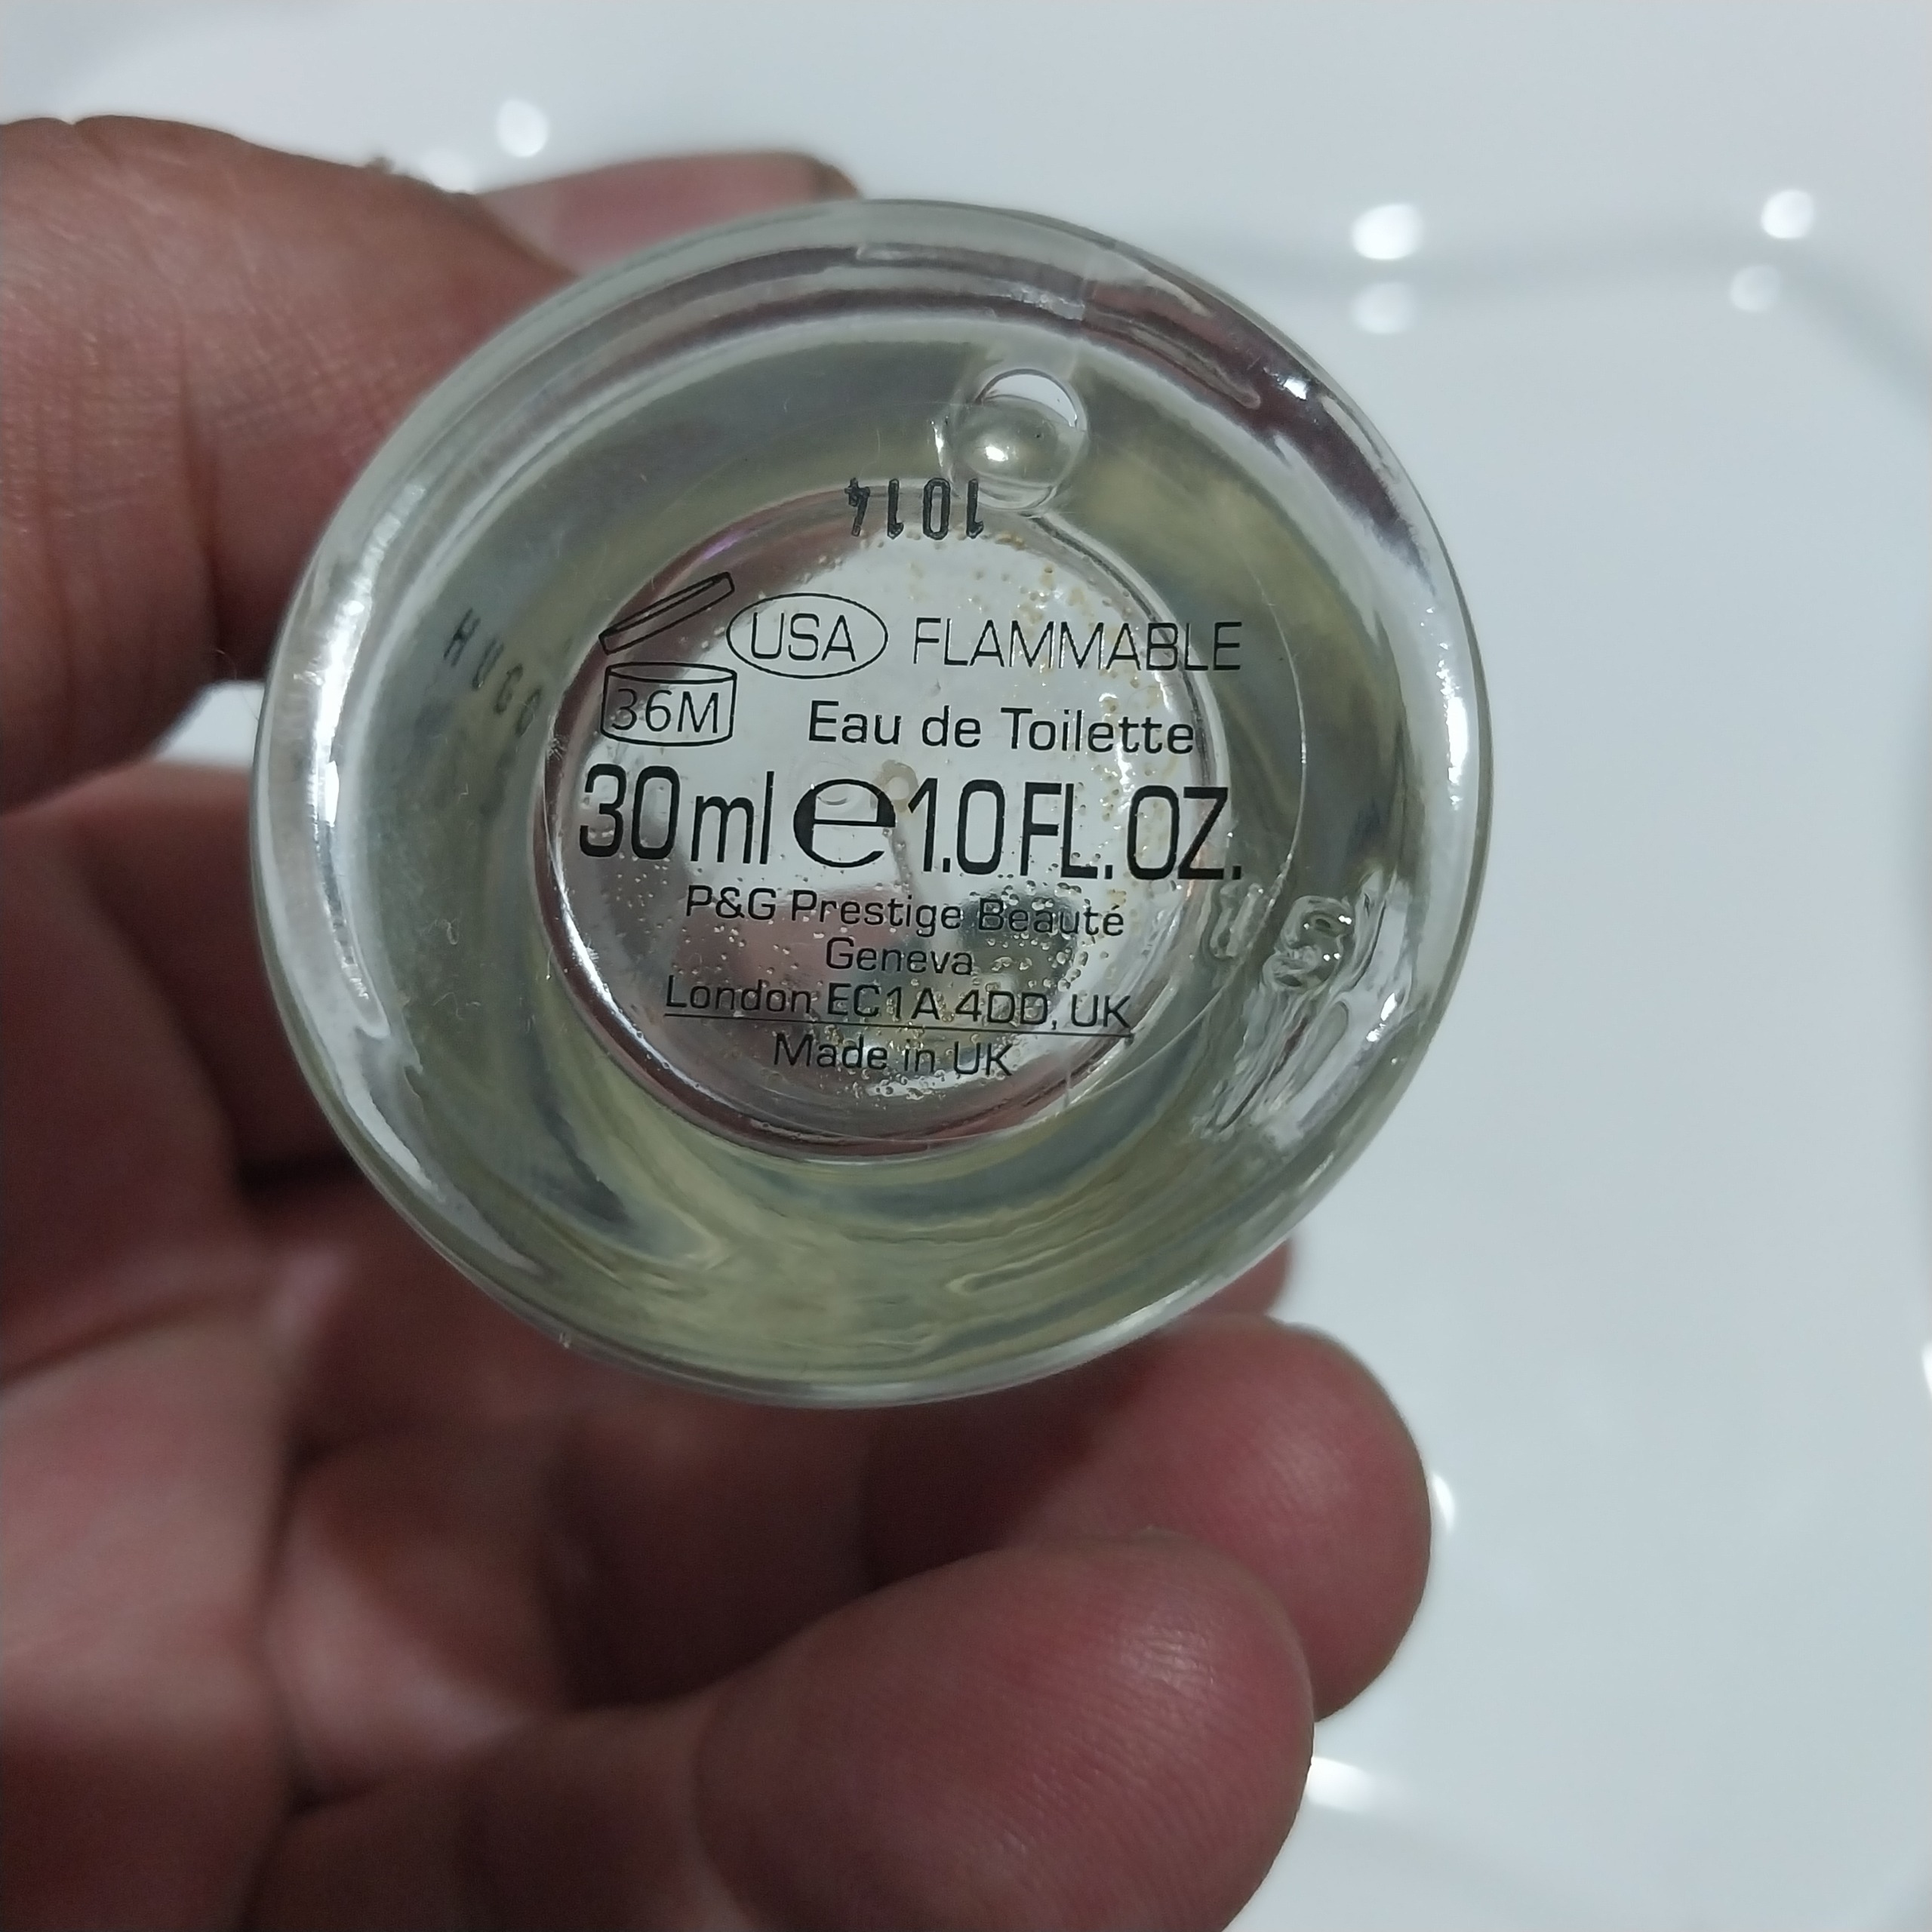 1014
USA FLAMMABLE
36M Eau de Toilette
30ml e 1.0 FL. OZ.
P&G Prestige Beauté
Geneva
London EC1A 4DD, UK
Made in UK
HUGO